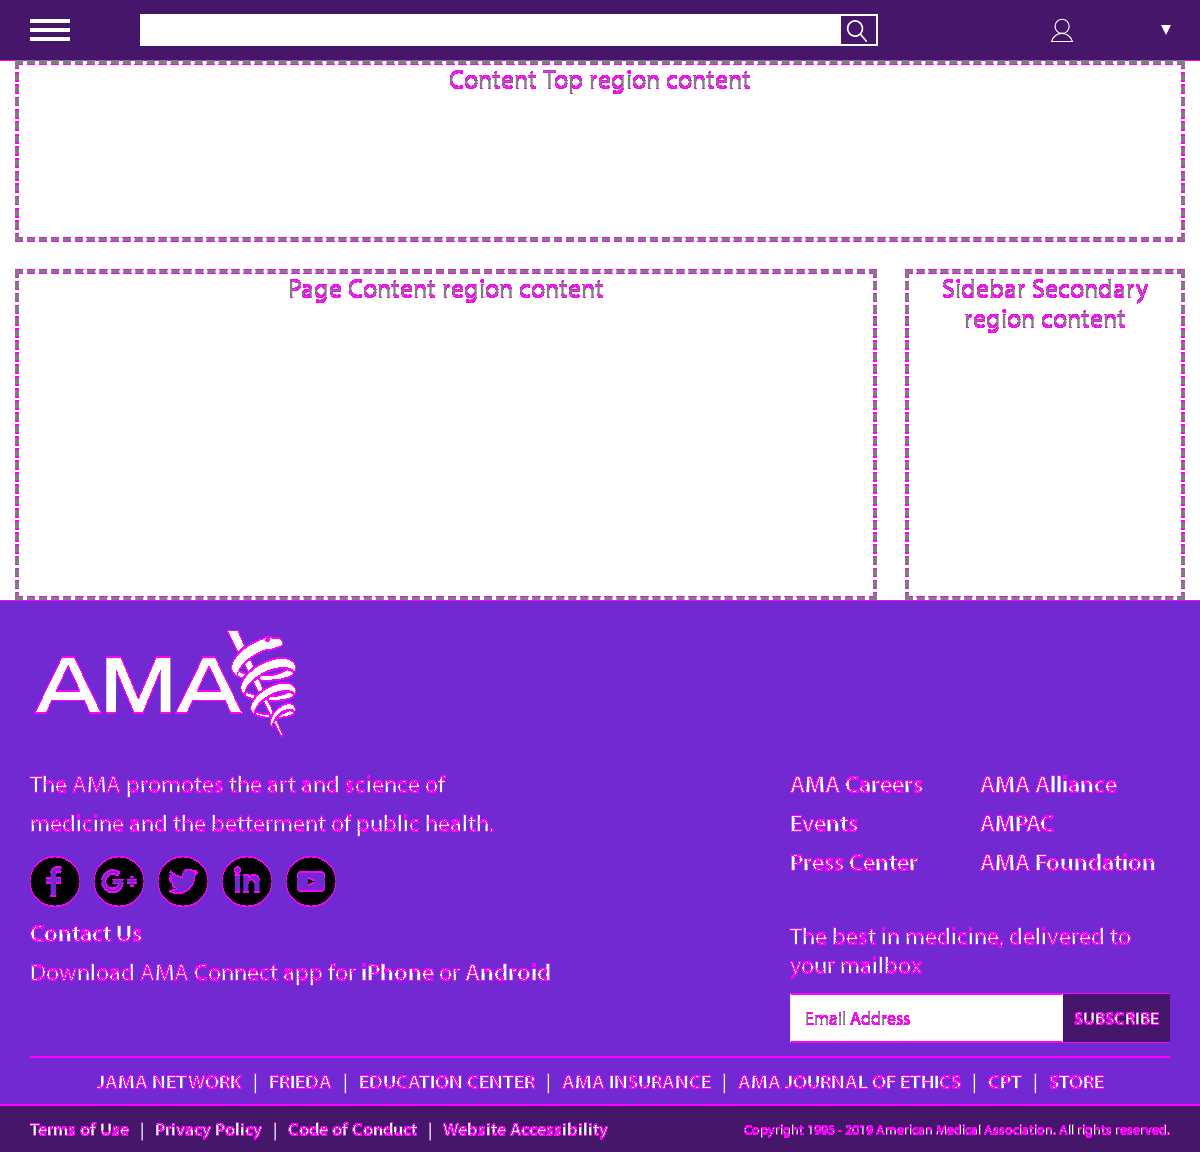 ▼
Content Top region content
Page Content region content
Sidebar Secondary
region content
AMA
The AMA promotes the art and science of
medicine and the betterment of public health.
AMA Careers
AMA Alliance
Events
AMPAC
Press Center
AMA Foundation
f G+ in
Contact Us
Download AMA Connect app for iPhone or Android
The best in medicine, delivered to
your mailbox
Email Address
SUBSCRIBE
JAMA NETWORK | FRIEDA | EDUCATION CENTER | AMA INSURANCE | AMA JOURNAL OF ETHICS | CPT | STORE
Terms of Use | Privacy Policy | Code of Conduct | Website Accessibility
Copyright 1995 - 2019 American Medical Association. All rights reserved.